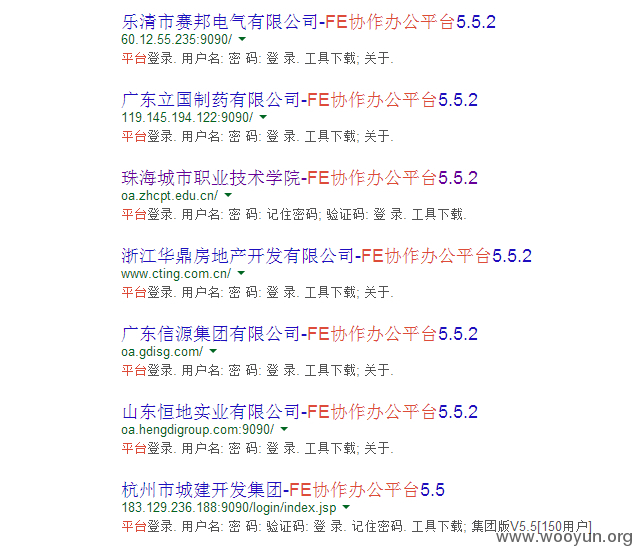 乐清市赛邦电气有限公司-FE协作办公平台5.5.2
60.12.55.235:9090/
平台登录. 用户名: 密 码: 登 录. 工具下载; 关于.
广东立国制药有限公司-FE协作办公平台5.5.2
119.145.194.122:9090/
平台登录. 用户名: 密 码: 登 录. 工具下载; 关于.
珠海城市职业技术学院-FE协作办公平台5.5.2
oa.zhcpt.edu.cn/
平台登录. 用户名: 密 码: 记住密码; 验证码: 登 录. 工具下载.
浙江华鼎房地产开发有限公司-FE协作办公平台5.5.2
www.cting.com.cn/
平台登录. 用户名: 密 码: 登 录. 工具下载; 关于.
广东信源集团有限公司-FE协作办公平台5.5.2
oa.gdisg.com/
平台登录. 用户名: 密 码: 登 录. 工具下载; 关于.
山东恒地实业有限公司-FE协作办公平台5.5.2
oa.hengdigroup.com:9090/
平台登录. 用户名: 密 码: 登 录. 工具下载; 关于.
杭州市城建开发集团-FE协作办公平台5.5
183.129.236.188:9090/login/index.jsp
平台登录. 用户名: 密 码: 验证码: 登 录. 记住密码. 工具下载; 集团版V5.5[150用户]
www.wooyun.org